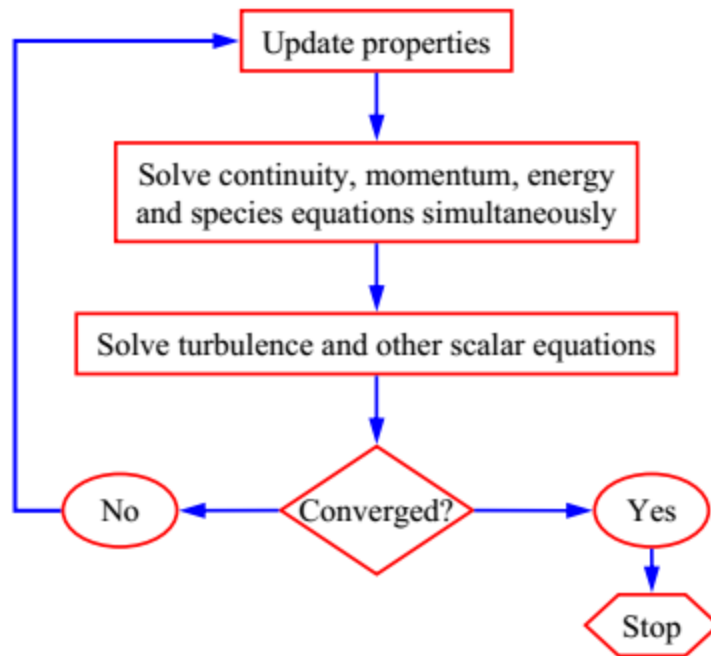 Update properties
Solve continuity, momentum, energy
and species equations simultaneously
Solve turbulence and other scalar equations
No
Converged?
Yes
Stop